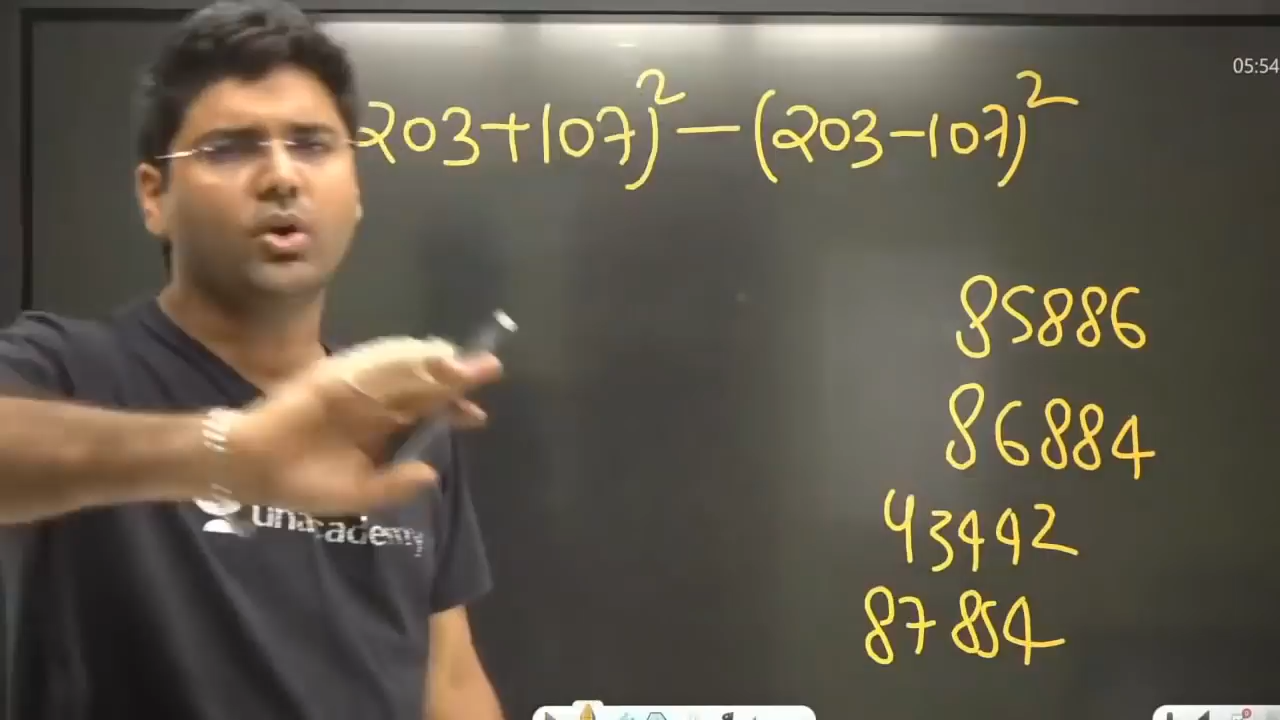 203+107)² – (203–107)²
05:54
85886
86884
43442
87854
unacademy